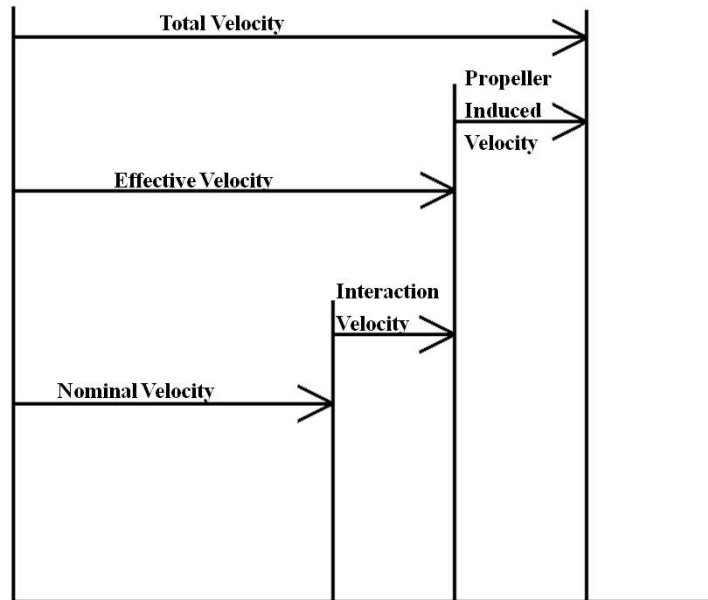 Total Velocity
Propeller
Induced
Velocity
Effective Velocity
Interaction
Velocity
Nominal Velocity